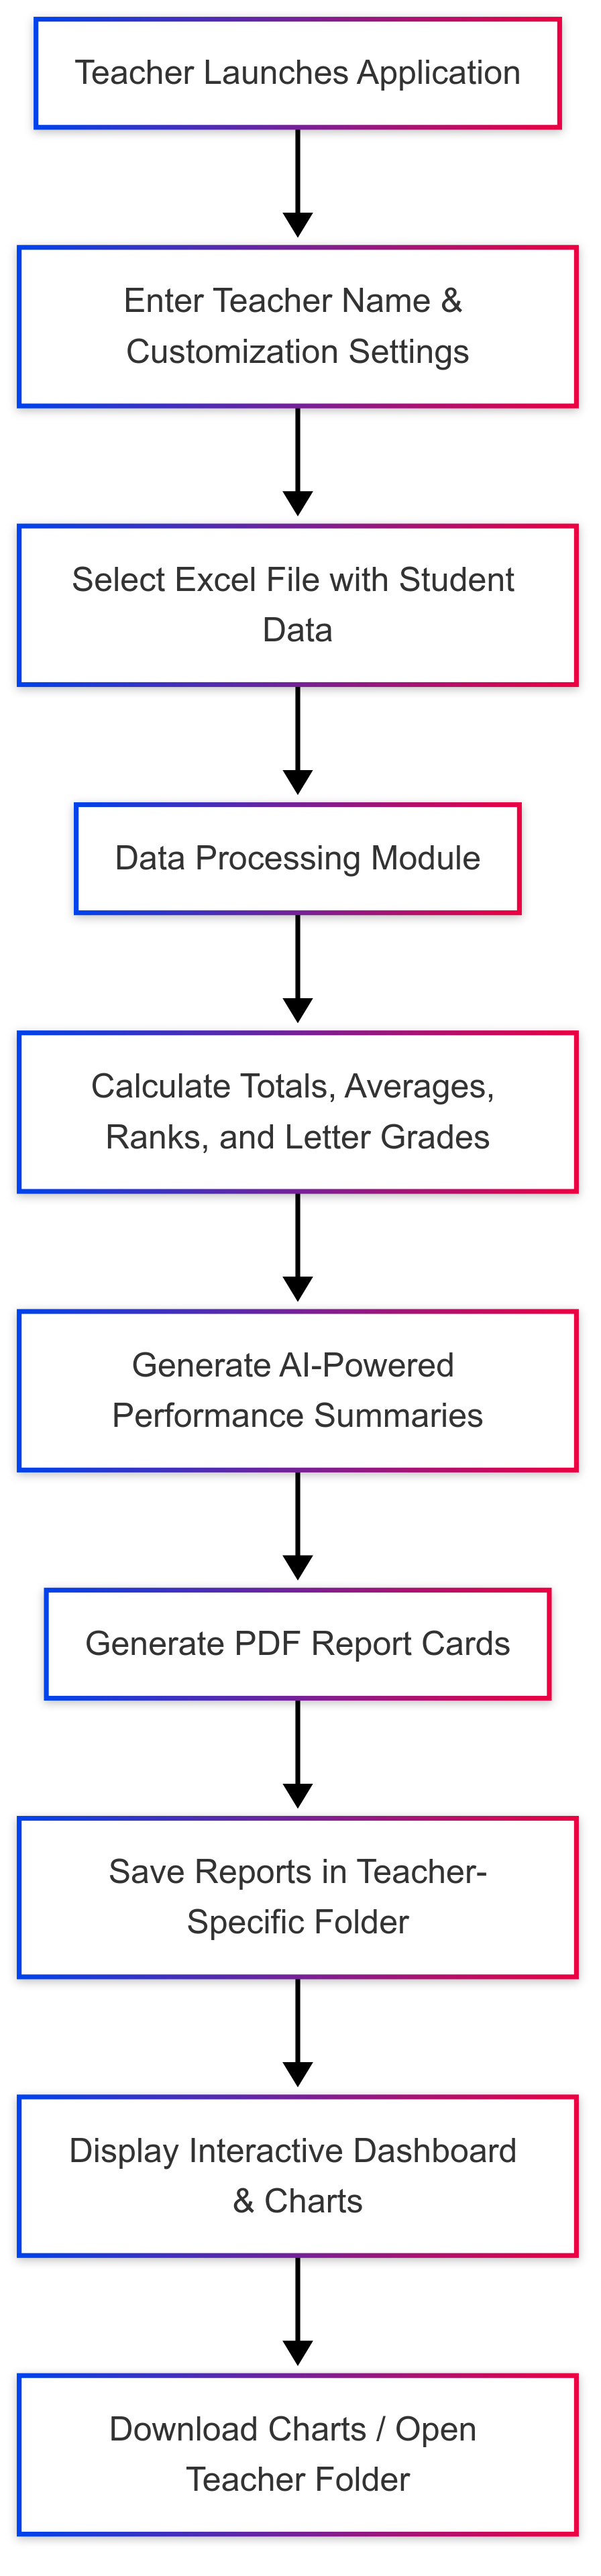 Teacher Launches Application
Enter Teacher Name &
Customization Settings
Select Excel File with Student
Data
Data Processing Module
Calculate Totals, Averages,
Ranks, and Letter Grades
Generate AI-Powered
Performance Summaries
Generate PDF Report Cards
Save Reports in Teacher-
Specific Folder
Display Interactive Dashboard
& Charts
Download Charts / Open
Teacher Folder